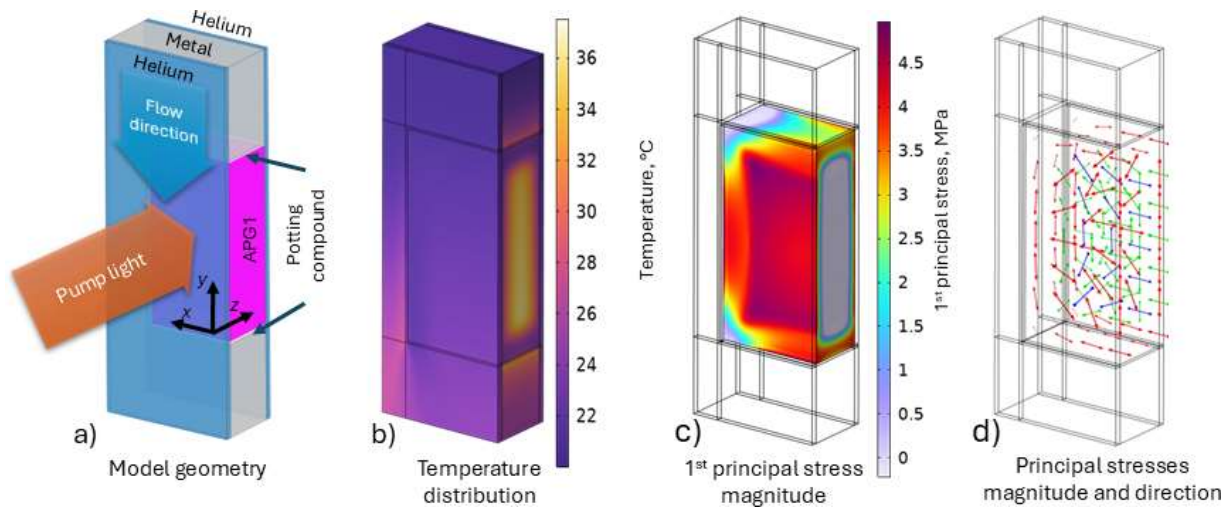 Helium
Metal
Helium
Flow
direction
Pump light
APG1
Potting
compound
y
x
z
a)
Model geometry
36
34
32
30
28
26
24
22
Temperature, °C
b)
Temperature
distribution
4.5
4
3.5
3
2.5
2
1.5
1
0.5
0
1st principal stress, MPa
c)
1st principal stress
magnitude
d)
Principal stresses
magnitude and direction